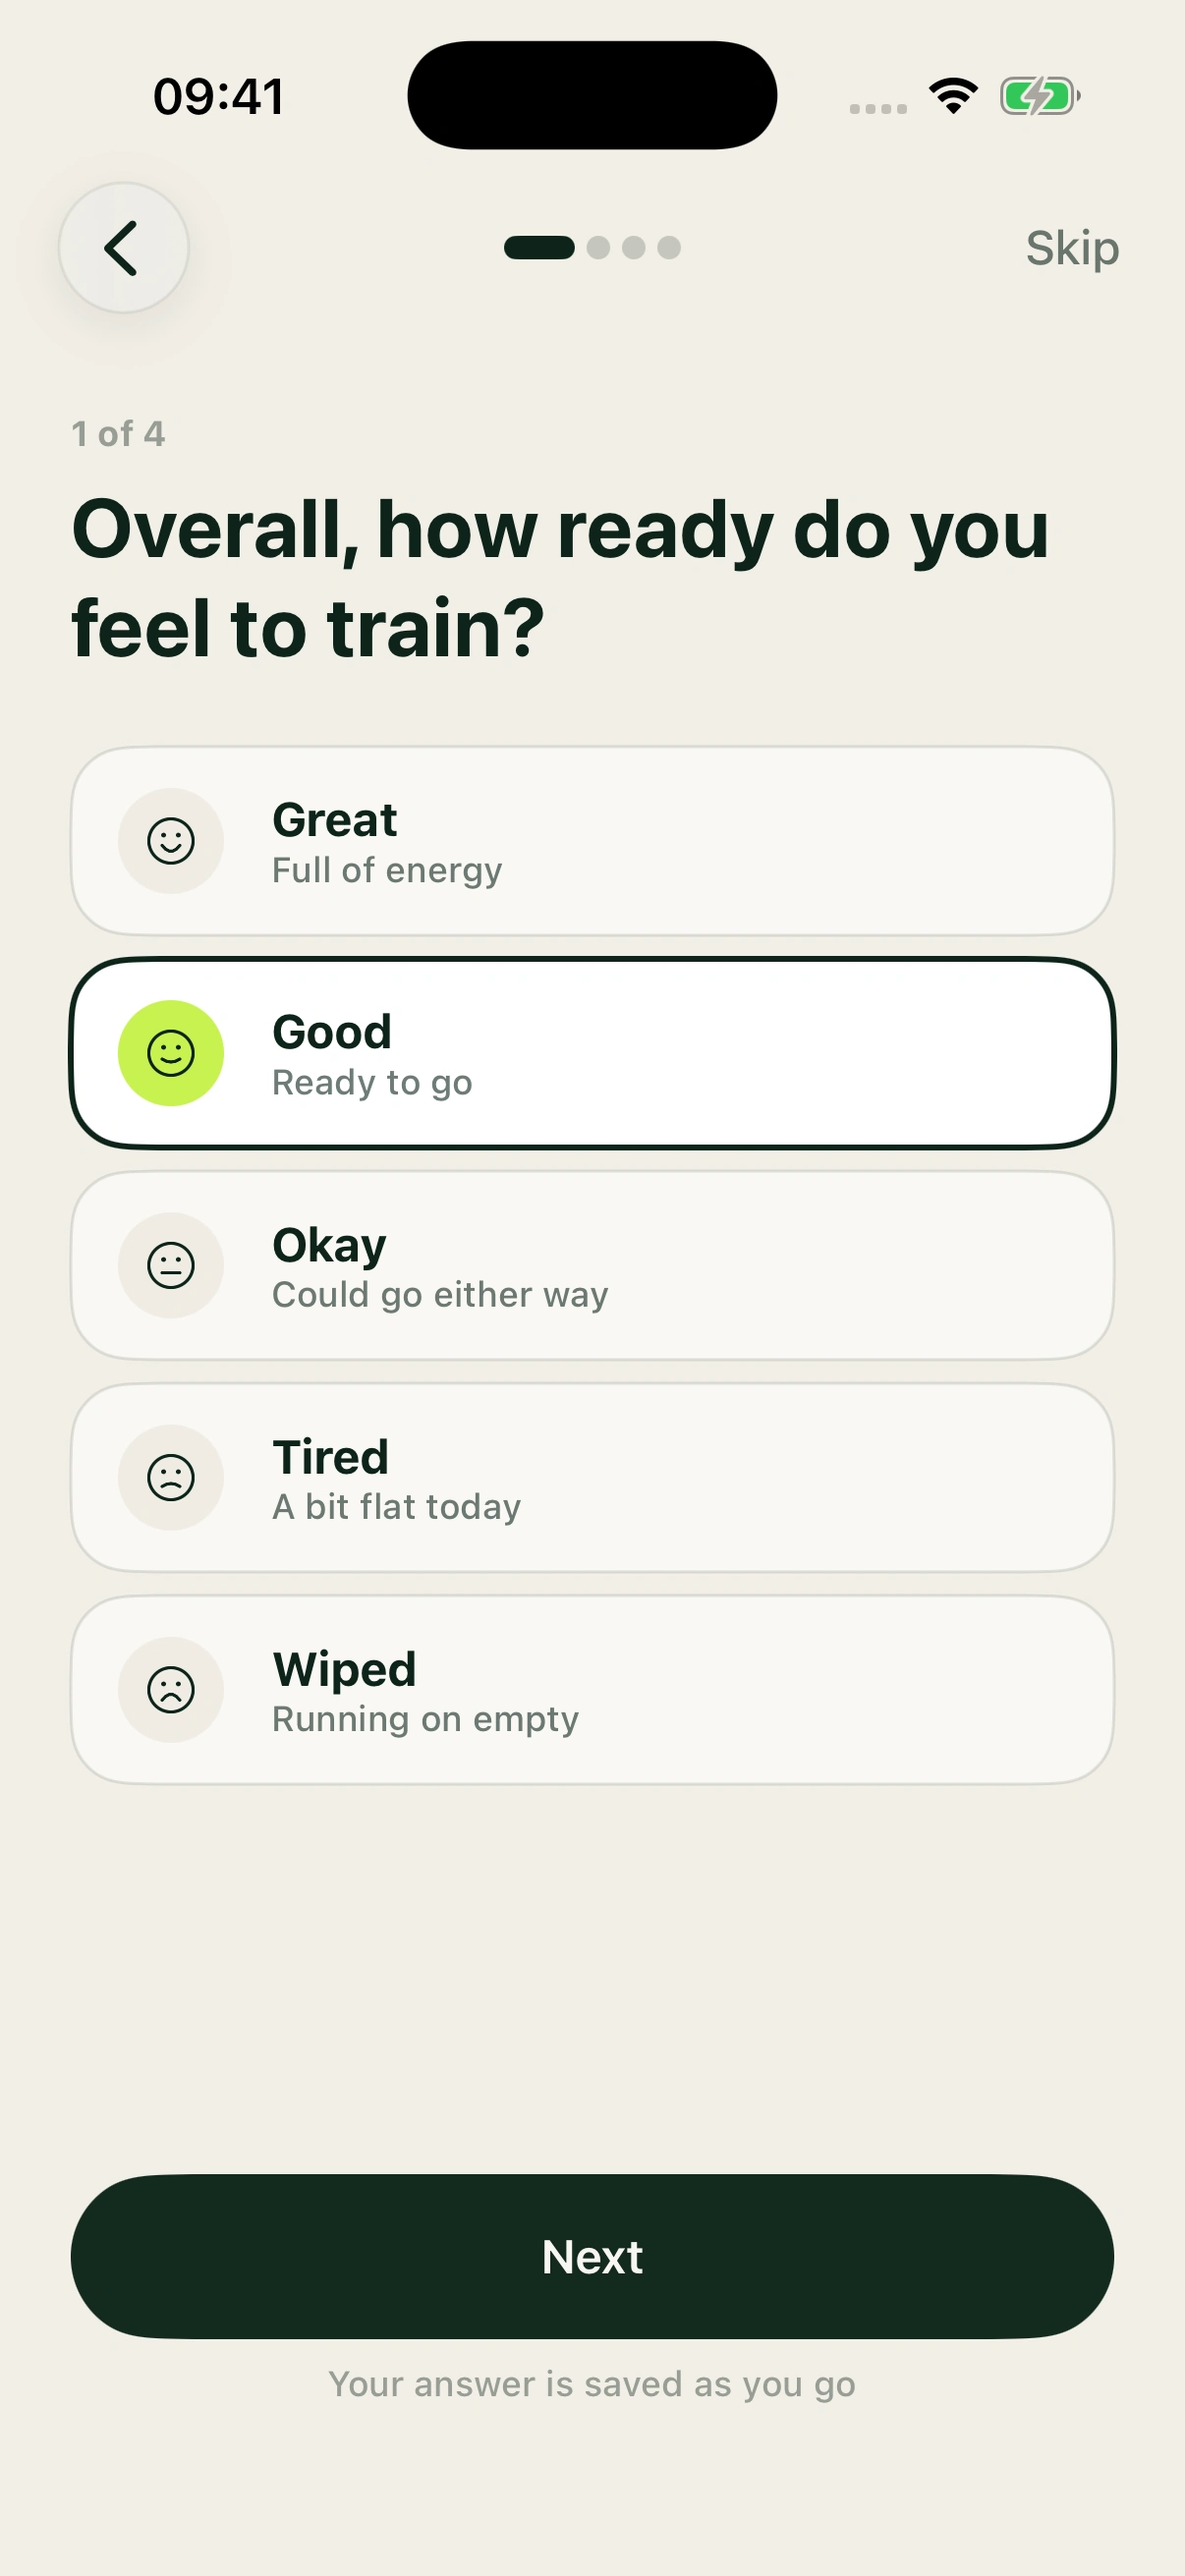 09:41
Skip
1 of 4
Overall, how ready do you
feel to train?
Great
Full of energy
Good
Ready to go
Okay
Could go either way
Tired
A bit flat today
Wiped
Running on empty
Next
Your answer is saved as you go